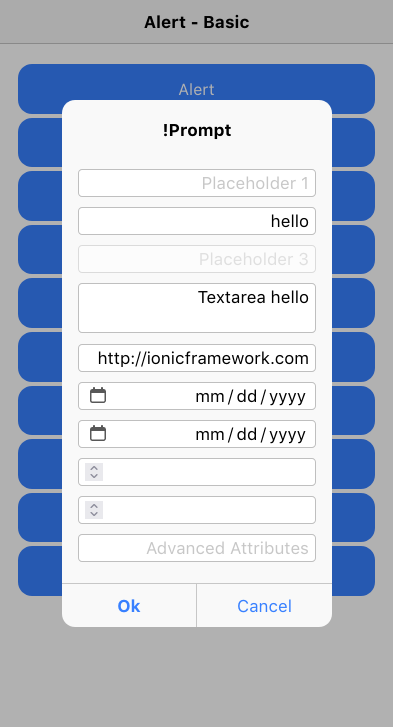 Alert - Basic
Alert
!Prompt
Placeholder 1
hello
Placeholder 3
Textarea hello
http://ionicframework.com
mm/dd/yyyy
mm/dd/yyyy
Advanced Attributes
Ok
Cancel